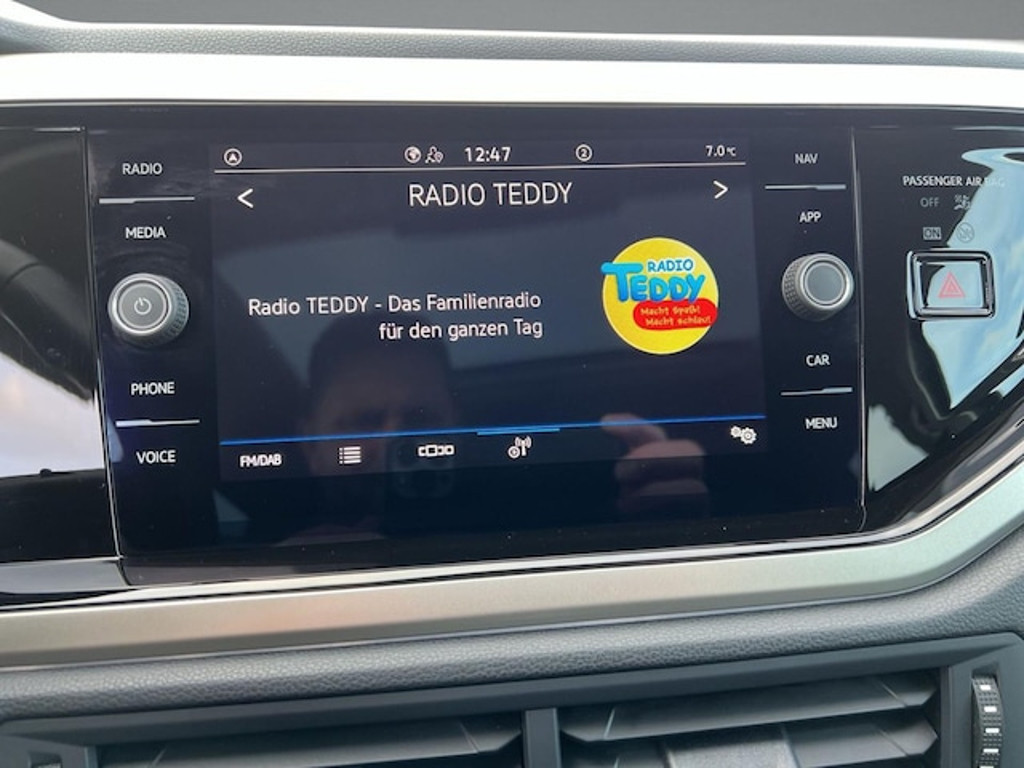 12:47
2
7.0°C
RADIO
MEDIA
PHONE
VOICE
RADIO TEDDY
Radio TEDDY - Das Familienradio
für den ganzen Tag
RADIO
TEDDY
Macht Spaß!
Macht schlau!
FM/DAB
NAV
APP
CAR
MENU
PASSENGER AIR BAG
OFF
ON